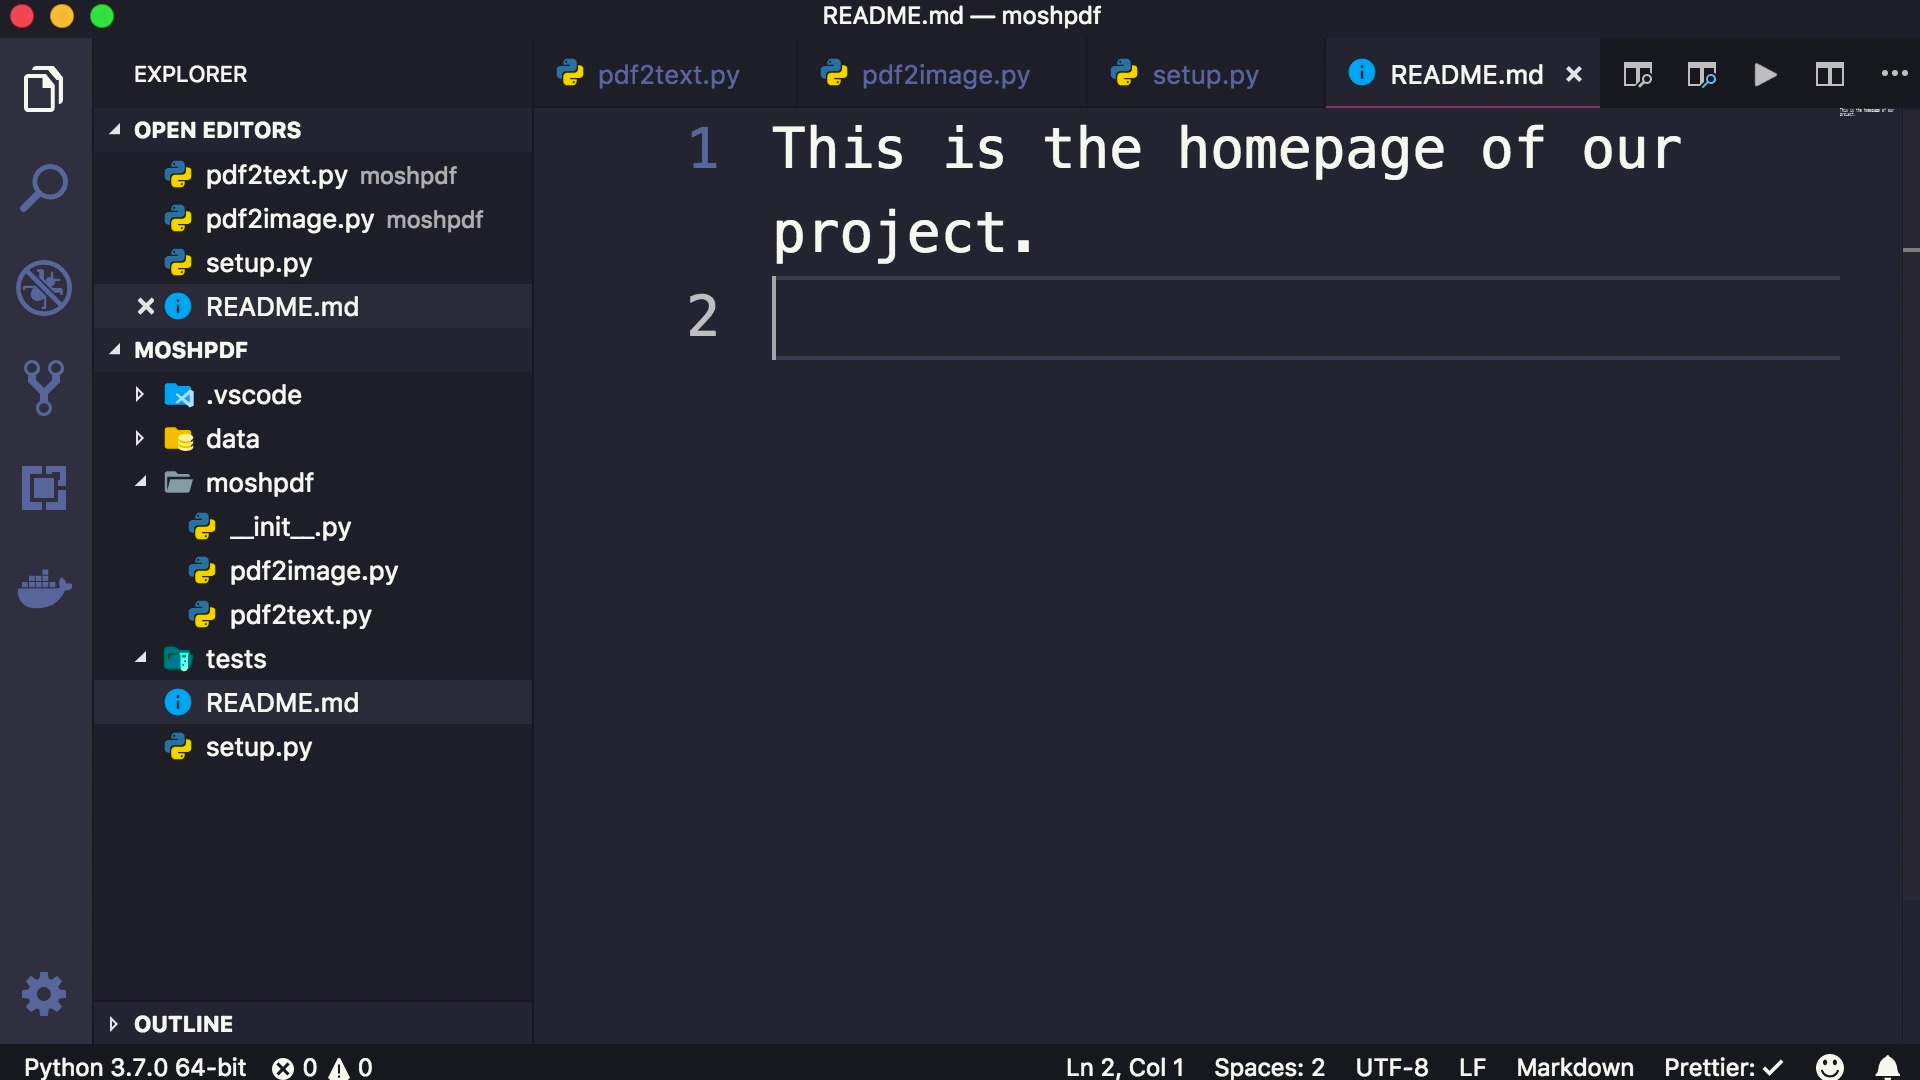 README.md — moshpdf
EXPLORER
pdf2text.py
pdf2image.py
setup.py
README.md
OPEN EDITORS
pdf2text.py moshpdf
pdf2image.py moshpdf
setup.py
README.md
MOSHPDF
.vscode
data
moshpdf
__init__.py
pdf2image.py
pdf2text.py
tests
README.md
setup.py
OUTLINE
1 This is the homepage of our
project.
2
Python 3.7.0 64-bit 0 0
Ln 2, Col 1 Spaces: 2 UTF-8 LF Markdown Prettier: ✓